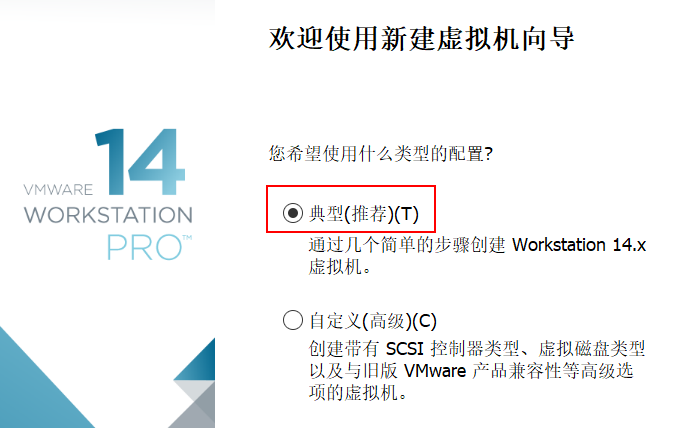 欢迎使用新建虚拟机向导
14
VMWARE
WORKSTATION
PRO™
您希望使用什么类型的配置?
典型(推荐)(T)
通过几个简单的步骤创建 Workstation 14.x
虚拟机。
自定义(高级)(C)
创建带有 SCSI 控制器类型、虚拟磁盘类型
以及与旧版 VMware 产品兼容性等高级选
项的虚拟机。